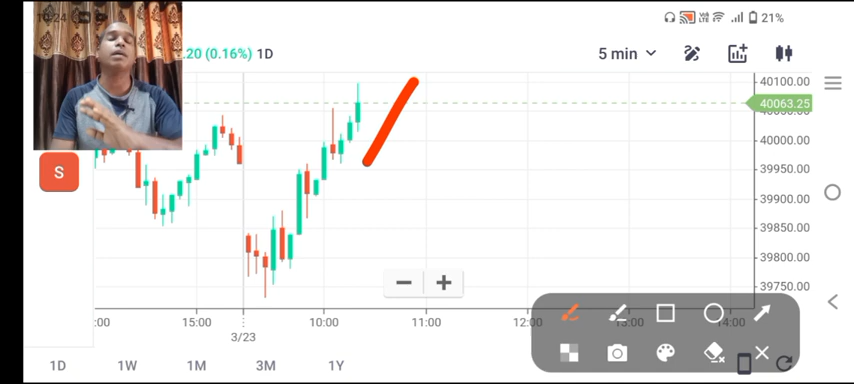 10:24
21%
.20 (0.16%) 1D
5 min
40100.00
40063.25
40000.00
39950.00
39900.00
39850.00
39800.00
39750.00
S
− +
:00 15:00 10:00 11:00 12:00 13:00 14:00
3/23
1D 1W 1M 3M 1Y